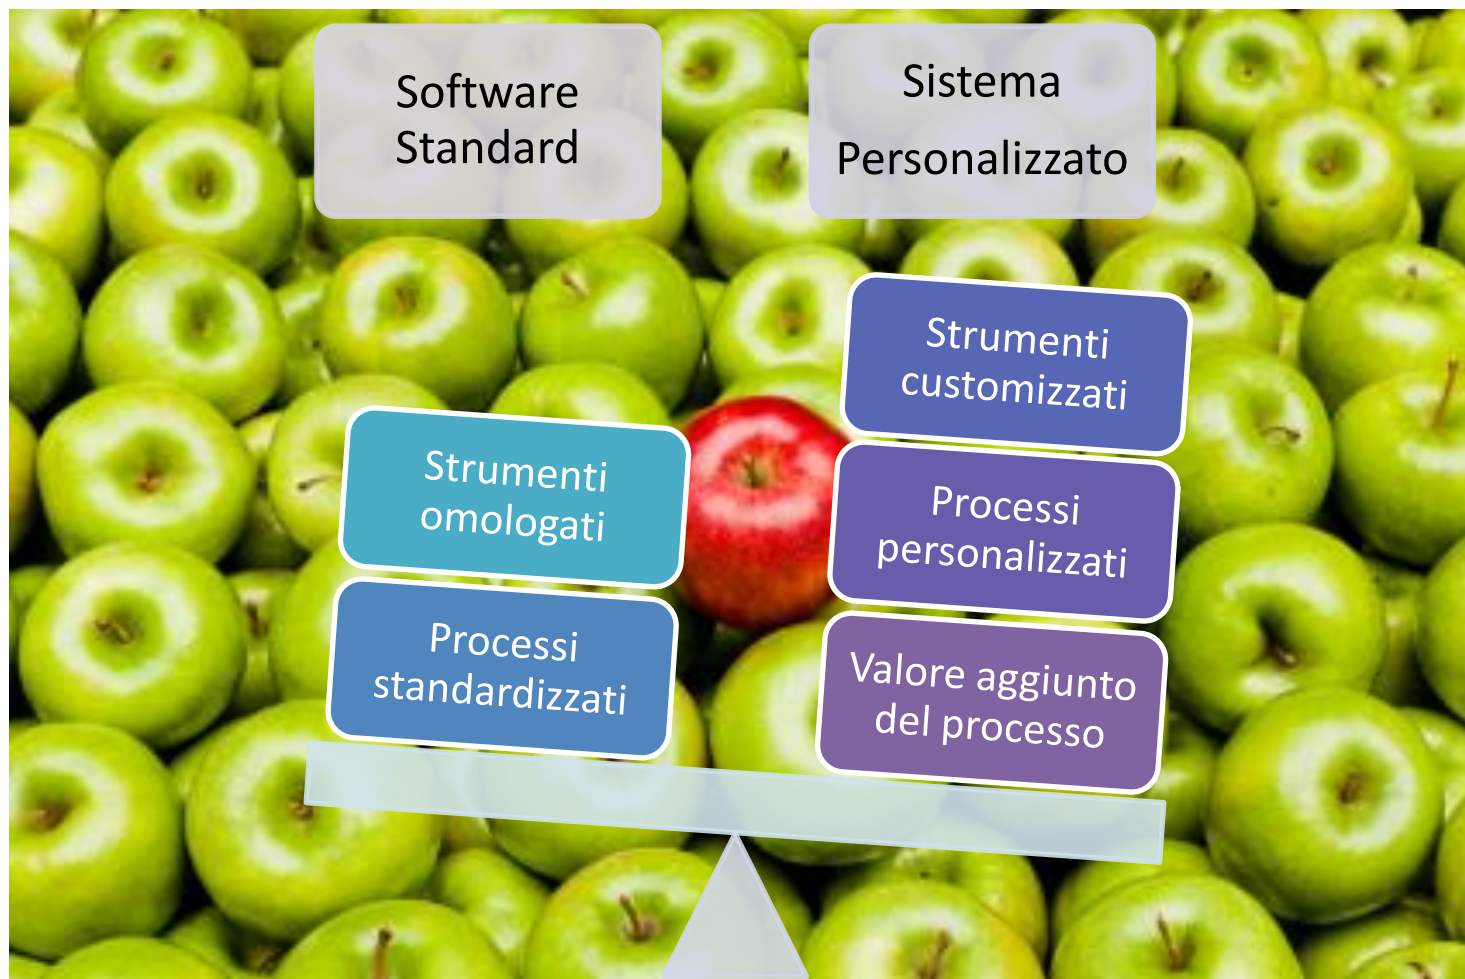 Software
Standard
Sistema
Personalizzato
Strumenti
omologati
Processi
standardizzati
Strumenti
customizzati
Processi
personalizzati
Valore aggiunto
del processo